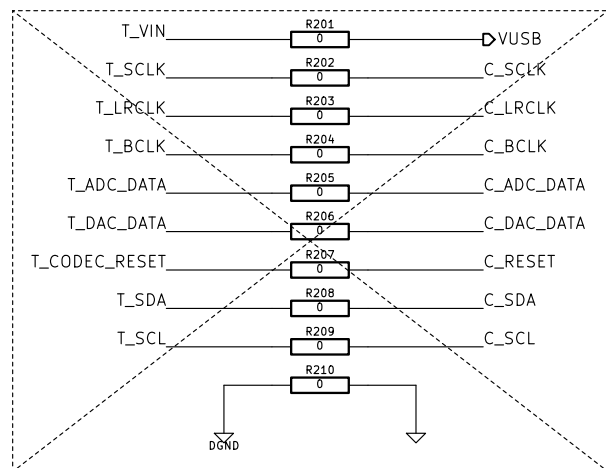 T_VIN R201 0 VUSB
T_SCLK R202 0 C_SCLK
T_LRCLK R203 0 C_LRCLK
T_BCLK R204 0 C_BCLK
T_ADC_DATA R205 0 C_ADC_DATA
T_DAC_DATA R206 0 C_DAC_DATA
T_CODEC_RESET R207 0 C_RESET
T_SDA R208 0 C_SDA
T_SCL R209 0 C_SCL
R210 0
DGND